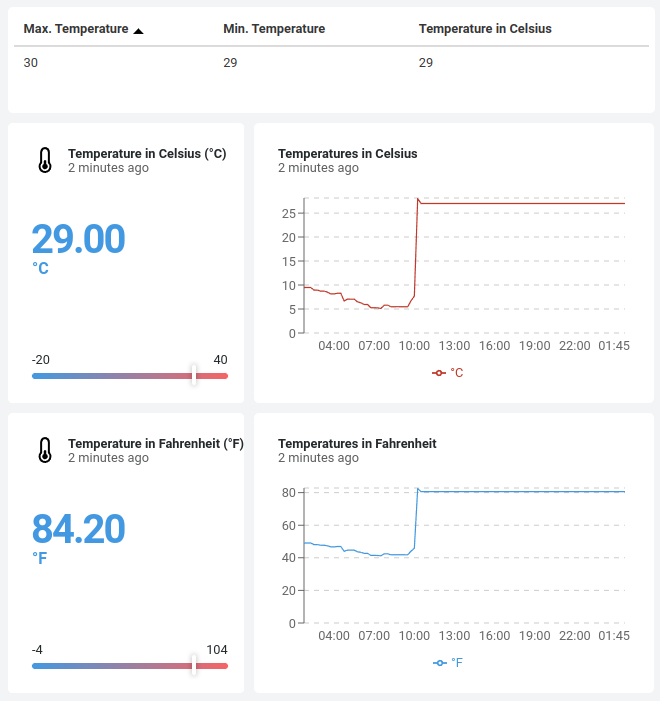 Max. Temperature Min. Temperature Temperature in Celsius
30 29 29
Temperature in Celsius (°C)
2 minutes ago
29.00
°C
-20 40
Temperatures in Celsius
2 minutes ago
25
20
15
10
5
0
04:00 07:00 10:00 13:00 16:00 19:00 22:00 01:45
°C
Temperature in Fahrenheit (°F)
2 minutes ago
84.20
°F
-4 104
Temperatures in Fahrenheit
2 minutes ago
80
60
40
20
0
04:00 07:00 10:00 13:00 16:00 19:00 22:00 01:45
°F